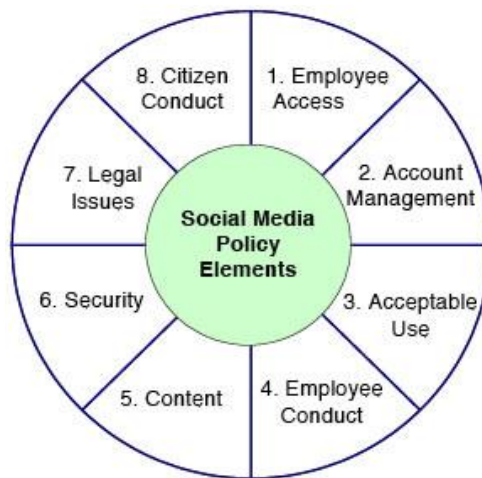 Social Media
Policy
Elements
1. Employee
Access
2. Account
Management
3. Acceptable
Use
4. Employee
Conduct
5. Content
6. Security
7. Legal
Issues
8. Citizen
Conduct